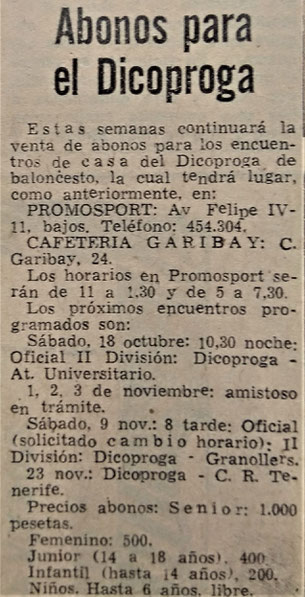 Abonos para
el Dicoproga
Estas semanas continuará la
venta de abonos para los encuen-
tros de casa del Dicoproga de
baloncesto, la cual tendrá lugar,
como anteriormente, en:
PROMOSPORT: Av Felipe IV-
11, bajos. Teléfono: 454.304.
CAFETERIA GARIBAY: C.
Garibay, 24.
Los horarios en Promosport se-
rán de 11 a 1,30 y de 5 a 7,30.
Los próximos encuentros pro-
gramados son:
Sábado, 18 octubre: 10,30 noche:
Oficial II División: Dicoproga -
At. Universitario.
1, 2, 3 de noviembre: amistoso
en trámite.
Sábado, 9 nov.: 8 tarde: Oficial
(solicitado cambio horario): II
División: Dicoproga - Granollers.
23 nov.: Dicoproga - C. R. Te-
nerife.
Precios abonos: Senior: 1.000
pesetas.
Femenino: 500.
Junior (14 a 18 años), 400
Infantil (hasta 14 años), 200.
Niños. Hasta 6 años, libre.